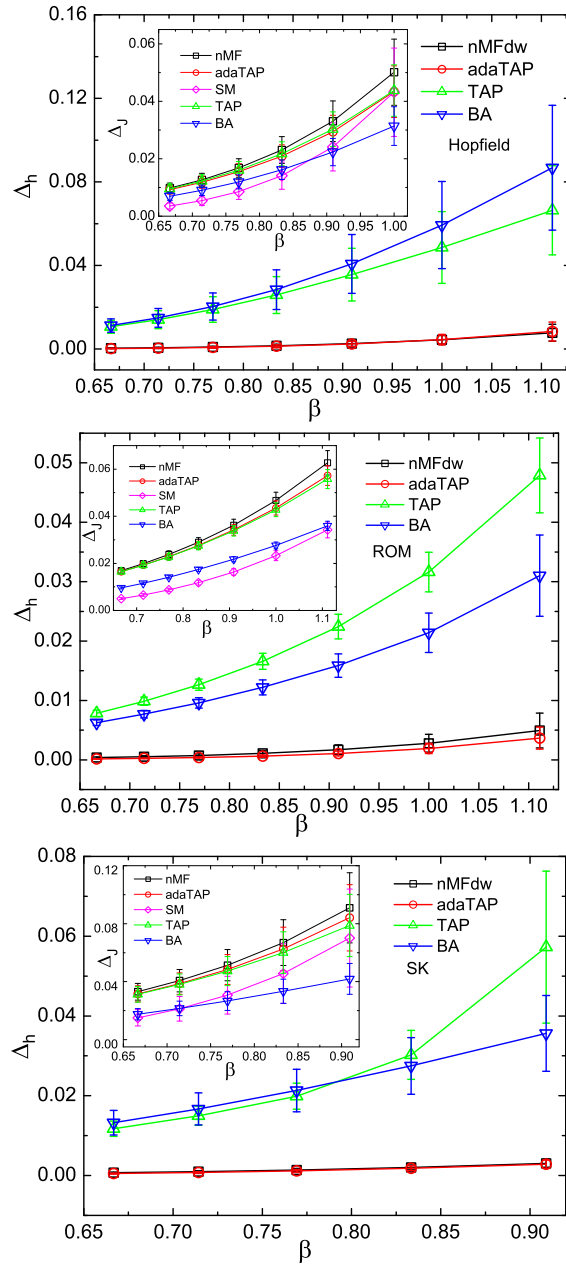 0.16
0.12
0.08
0.04
0.00
Δh
0.65 0.70 0.75 0.80 0.85 0.90 0.95 1.00 1.05 1.10
β
nMFdw
adaTAP
TAP
BA
Hopfield
0.06
0.04
0.02
0.00
ΔJ
0.65 0.70 0.75 0.80 0.85 0.90 0.95 1.00
β
nMF
adaTAP
SM
TAP
BA
0.05
0.04
0.03
0.02
0.01
0.00
Δh
0.65 0.70 0.75 0.80 0.85 0.90 0.95 1.00 1.05 1.10
β
nMFdw
adaTAP
TAP
BA
ROM
0.06
0.04
0.02
0.00
ΔJ
0.7 0.8 0.9 1.0 1.1
β
nMF
adaTAP
SM
TAP
BA
0.08
0.06
0.04
0.02
0.00
Δh
0.65 0.70 0.75 0.80 0.85 0.90
β
nMFdw
adaTAP
TAP
BA
SK
0.12
0.08
0.04
0.00
ΔJ
0.65 0.70 0.75 0.80 0.85 0.90
β
nMF
adaTAP
SM
TAP
BA